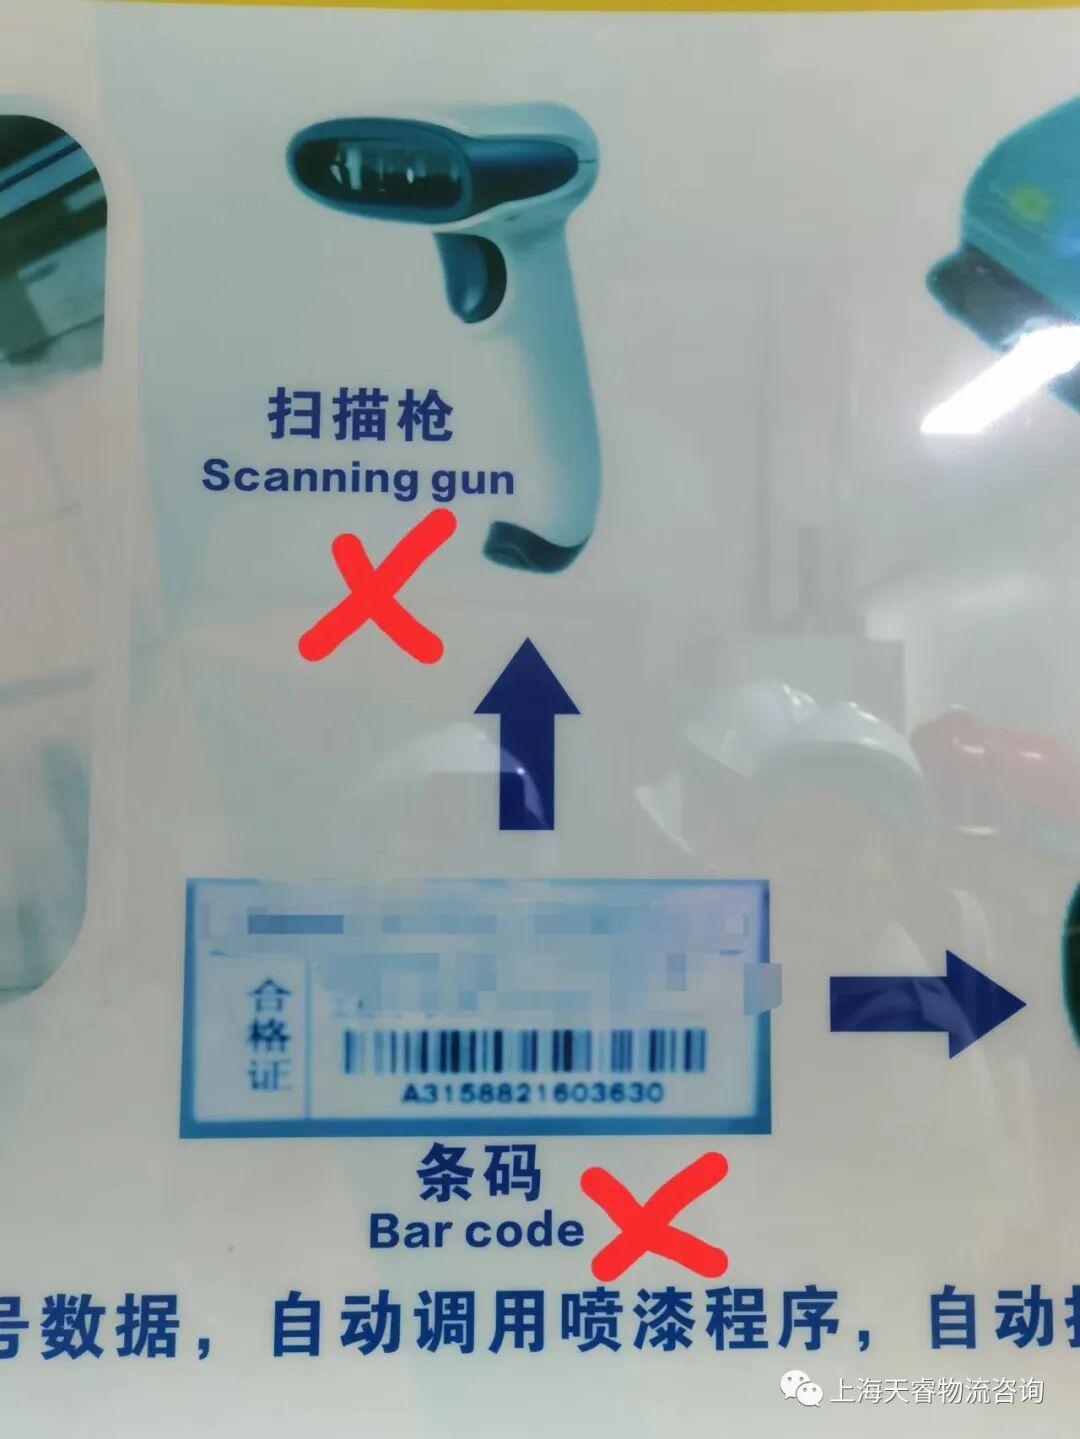 扫描枪
Scanning gun
合格证
A3158821603630
条码
Bar code
号数据，自动调用喷漆程序，自动
上海天睿物流咨询